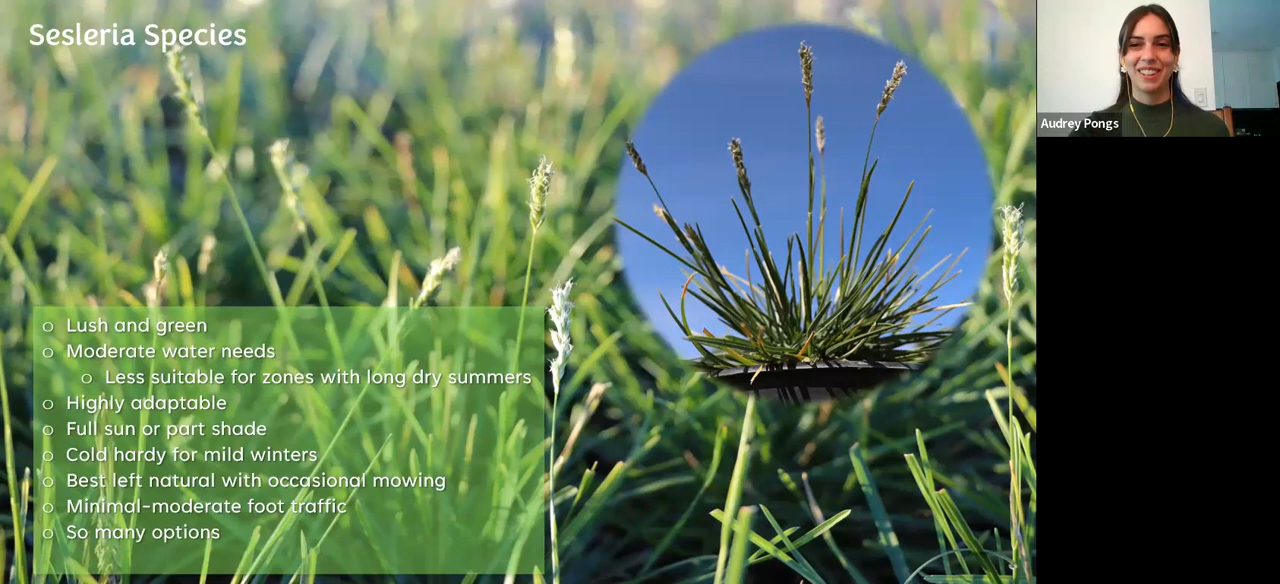 Sesleria Species
Audrey Pongs
o Lush and green
o Moderate water needs
o Less suitable for zones with long dry summers
o Highly adaptable
o Full sun or part shade
o Cold hardy for mild winters
o Best left natural with occasional mowing
o Minimal-moderate foot traffic
o So many options